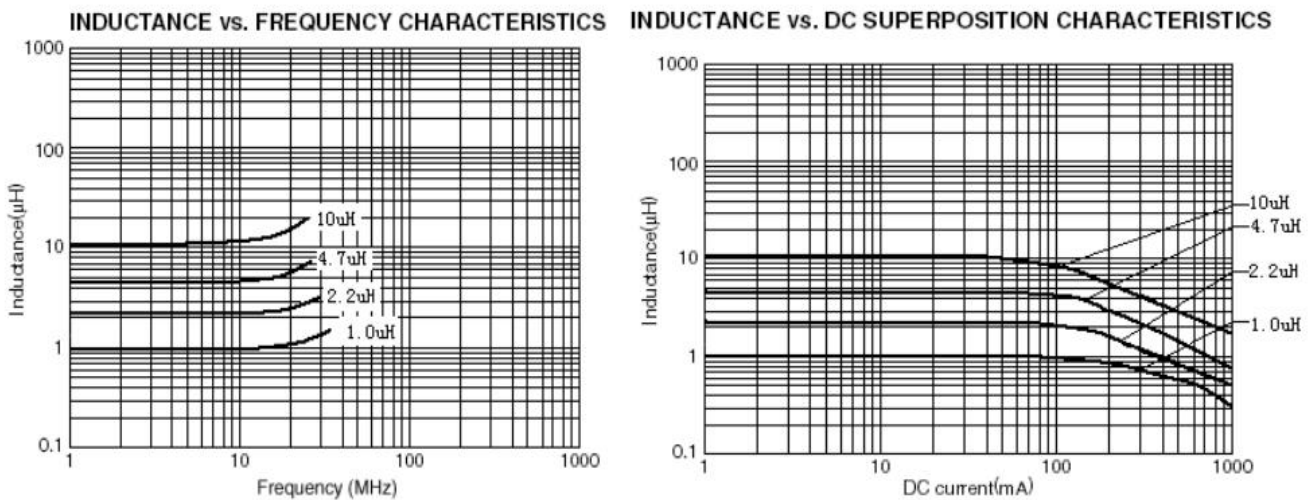 INDUCTANCE vs. FREQUENCY CHARACTERISTICS
1000
100
10
1
0.1
Inductance(μH)
10uH
4.7uH
2.2uH
1.0uH
1
10
100
1000
Frequency (MHz)
INDUCTANCE vs. DC SUPERPOSITION CHARACTERISTICS
1000
100
10
1
0.1
Inductance(μH)
10uH
4.7uH
2.2uH
1.0uH
1
10
100
1000
DC current(mA)